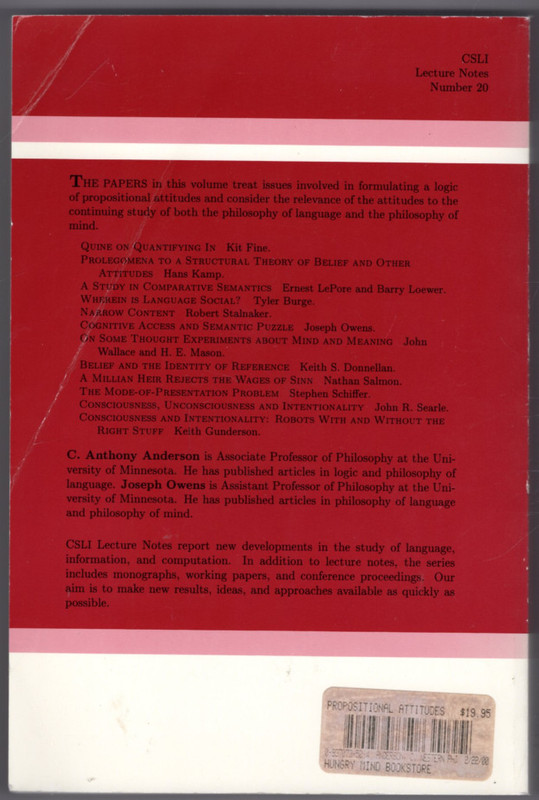 CSLI
Lecture Notes
Number 20
THE PAPERS in this volume treat issues involved in formulating a logic
of propositional attitudes and consider the relevance of the attitudes to the
continuing study of both the philosophy of language and the philosophy of
mind.
QUINE ON QUANTIFYING IN Kit Fine.
PROLEGOMENA TO A STRUCTURAL THEORY OF BELIEF AND OTHER
ATTITUDES Hans Kamp.
A STUDY IN COMPARATIVE SEMANTICS Ernest LePore and Barry Loewer.
WHEREIN IS LANGUAGE SOCIAL? Tyler Burge.
NARROW CONTENT Robert Stalnaker.
COGNITIVE ACCESS AND SEMANTIC PUZZLE Joseph Owens.
ON SOME THOUGHT EXPERIMENTS ABOUT MIND AND MEANING John
Wallace and H. E. Mason.
BELIEF AND THE IDENTITY OF REFERENCE Keith S. Donnellan.
A MILLIAN HEIR REJECTS THE WAGES OF SINN Nathan Salmon.
THE MODE-OF-PRESENTATION PROBLEM Stephen Schiffer.
CONSCIOUSNESS, UNCONSCIOUSNESS AND INTENTIONALITY John R. Searle.
CONSCIOUSNESS AND INTENTIONALITY: ROBOTS WITH AND WITHOUT THE
RIGHT STUFF Keith Gunderson.
C. Anthony Anderson is Associate Professor of Philosophy at the Uni-
versity of Minnesota. He has published articles in logic and philosophy of
language. Joseph Owens is Assistant Professor of Philosophy at the Uni-
versity of Minnesota. He has published articles in philosophy of language
and philosophy of mind.
CSLI Lecture Notes report new developments in the study of language,
information, and computation. In addition to lecture notes, the series
includes monographs, working papers, and conference proceedings. Our
aim is to make new results, ideas, and approaches available as quickly as
possible.
PROPOSITIONAL ATTITUDES $19.95
HUNGRY MIND BOOKSTORE